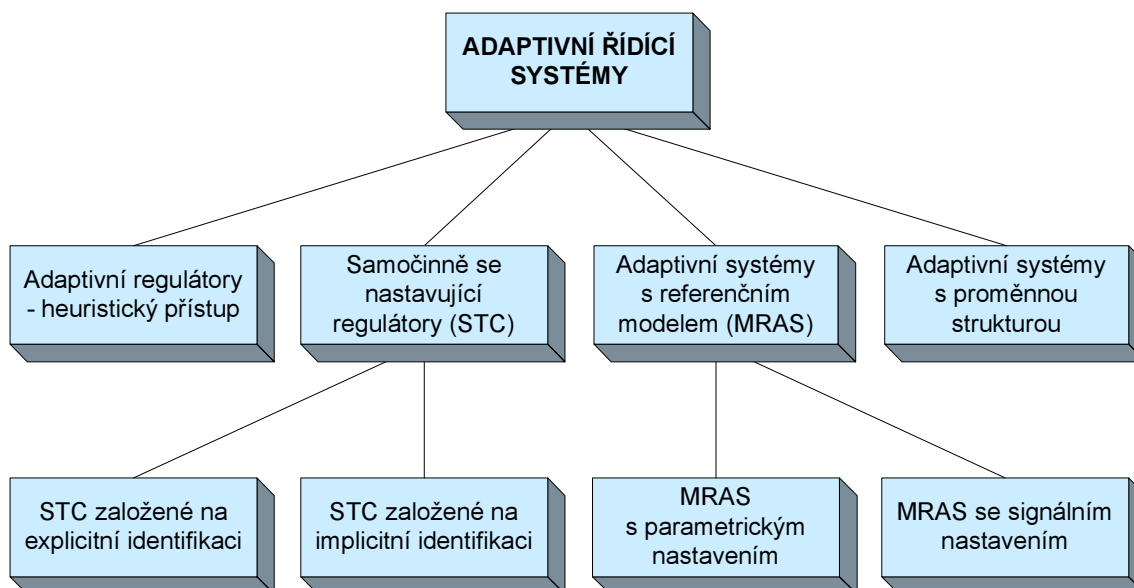 ADAPTIVNÍ ŘÍDÍCÍ
SYSTÉMY
Adaptivní regulátory
- heuristický přístup
Samočinně se
nastavující
regulátory (STC)
Adaptivní systémy
s referenčním
modelem (MRAS)
Adaptivní systémy
s proměnnou
strukturou
STC založené na
explicitní identifikaci
STC založené na
implicitní identifikaci
MRAS
s parametrickým
nastavením
MRAS se signálním
nastavením